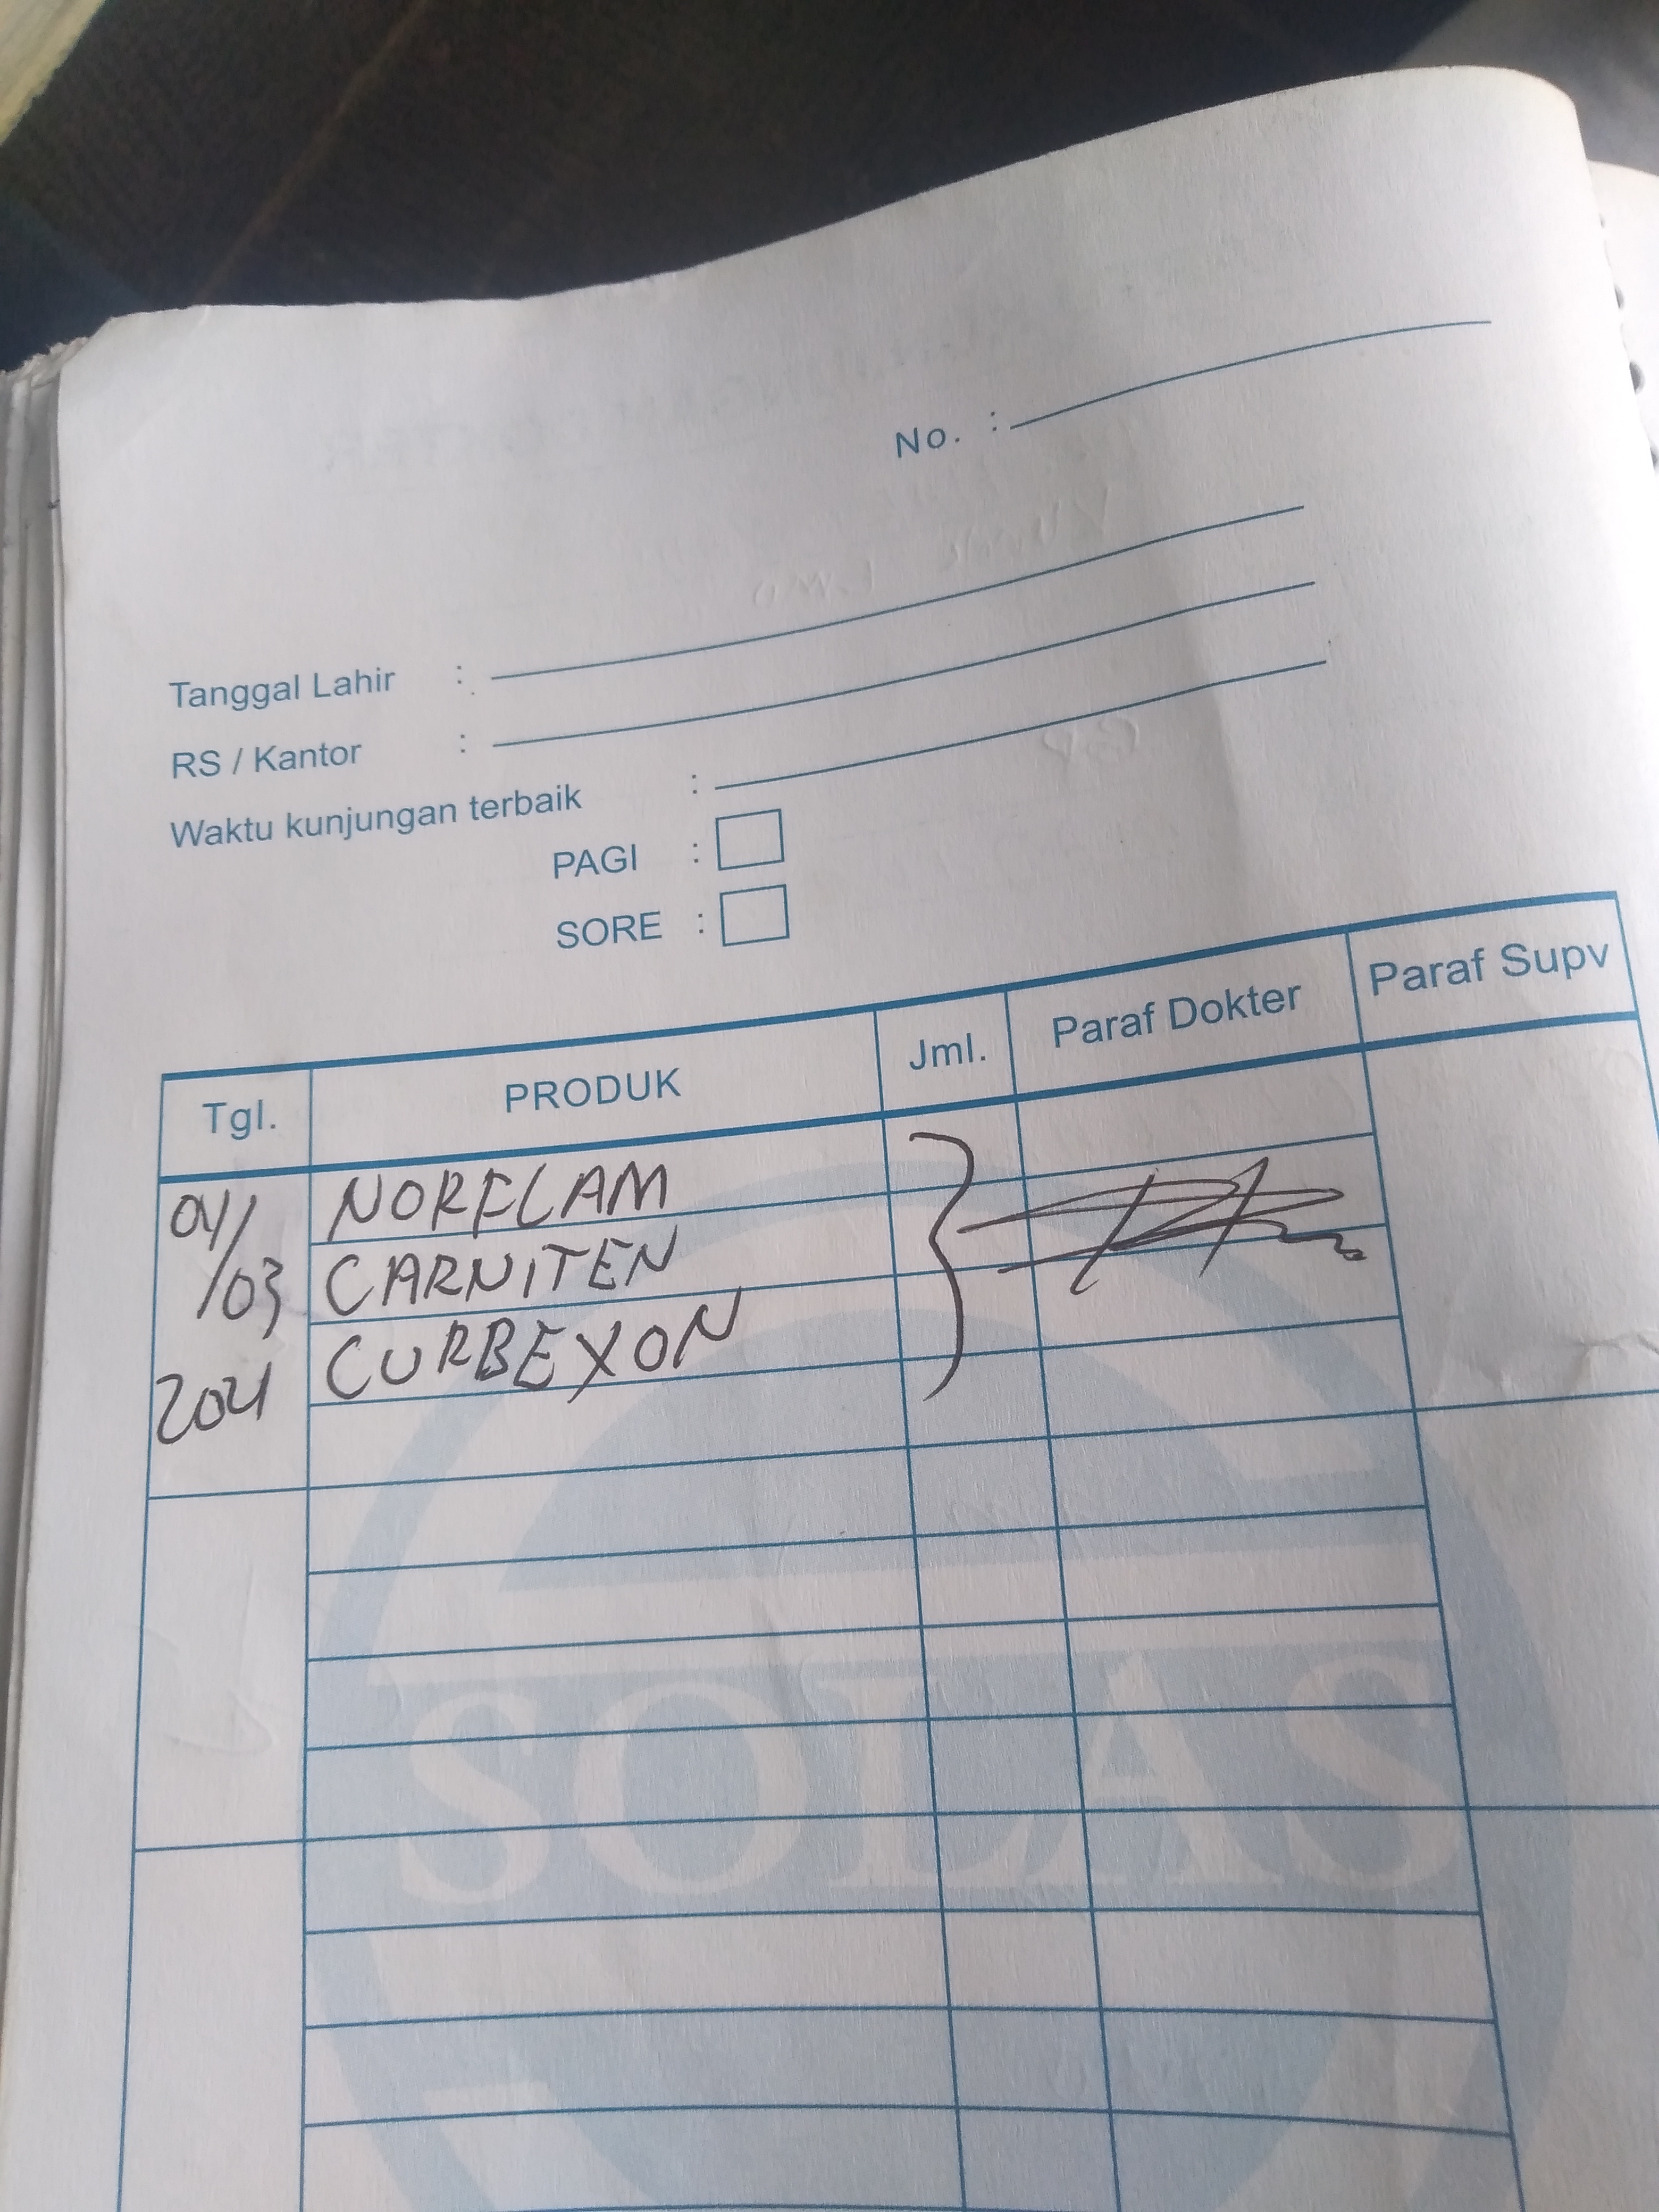 No. :
Tanggal Lahir :
RS / Kantor :
Waktu kunjungan terbaik :
PAGI :
SORE :
Tgl. PRODUK Jml. Paraf Dokter Paraf Supv
04/ NORFLAM
/03 CARNITEN
2021 CURBEXON
SOLAS